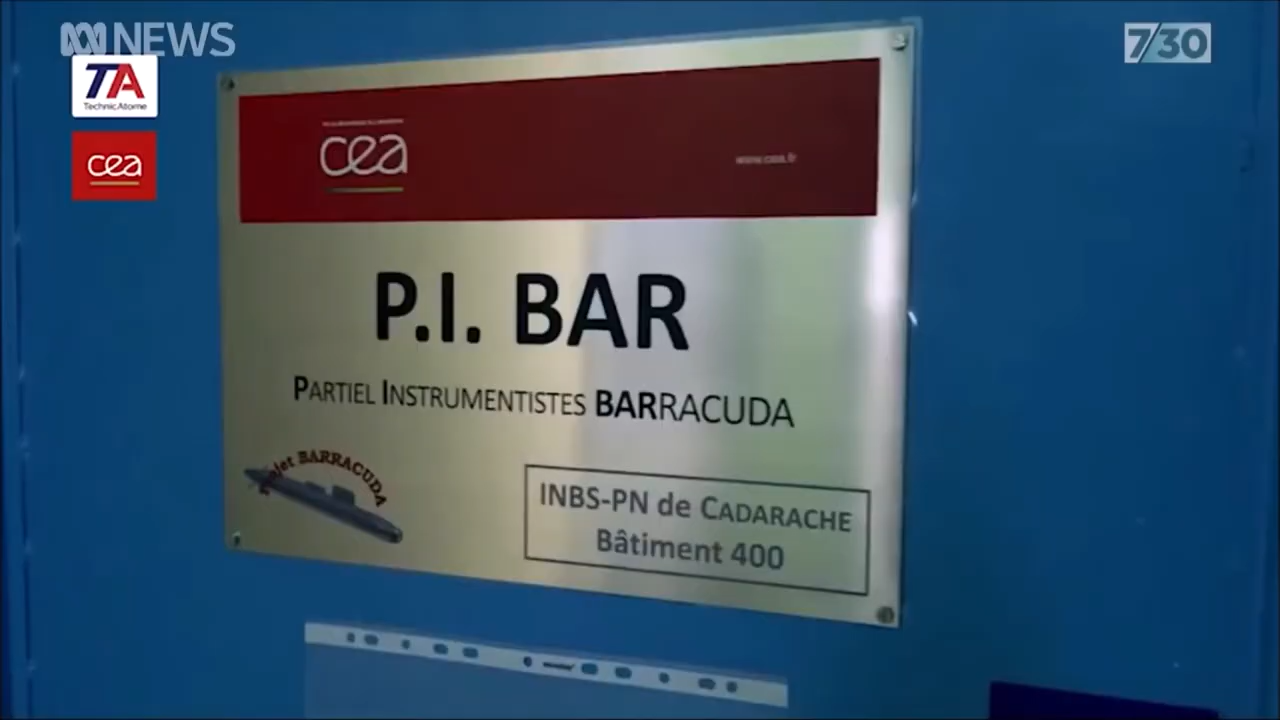 NEWS
7/30
TA
TechnicAtome
cea
cea
www.cea.fr
P.I. BAR
PARTIEL INSTRUMENTISTES BARRACUDA
Projet BARRACUDA
INBS-PN de CADARACHE
Bâtiment 400